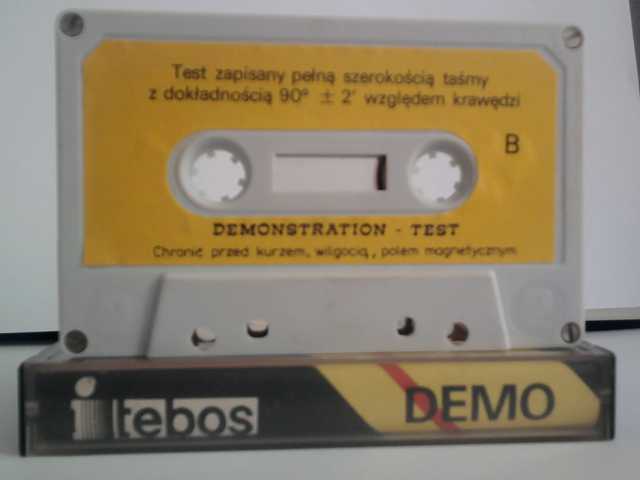 Test zapisany pełną szerokością taśmy
z dokładnością 90° ± 2' względem krawędzi
B
DEMONSTRATION - TEST
Chronić przed kurzem, wilgocią, polem magnetycznym
itebos DEMO